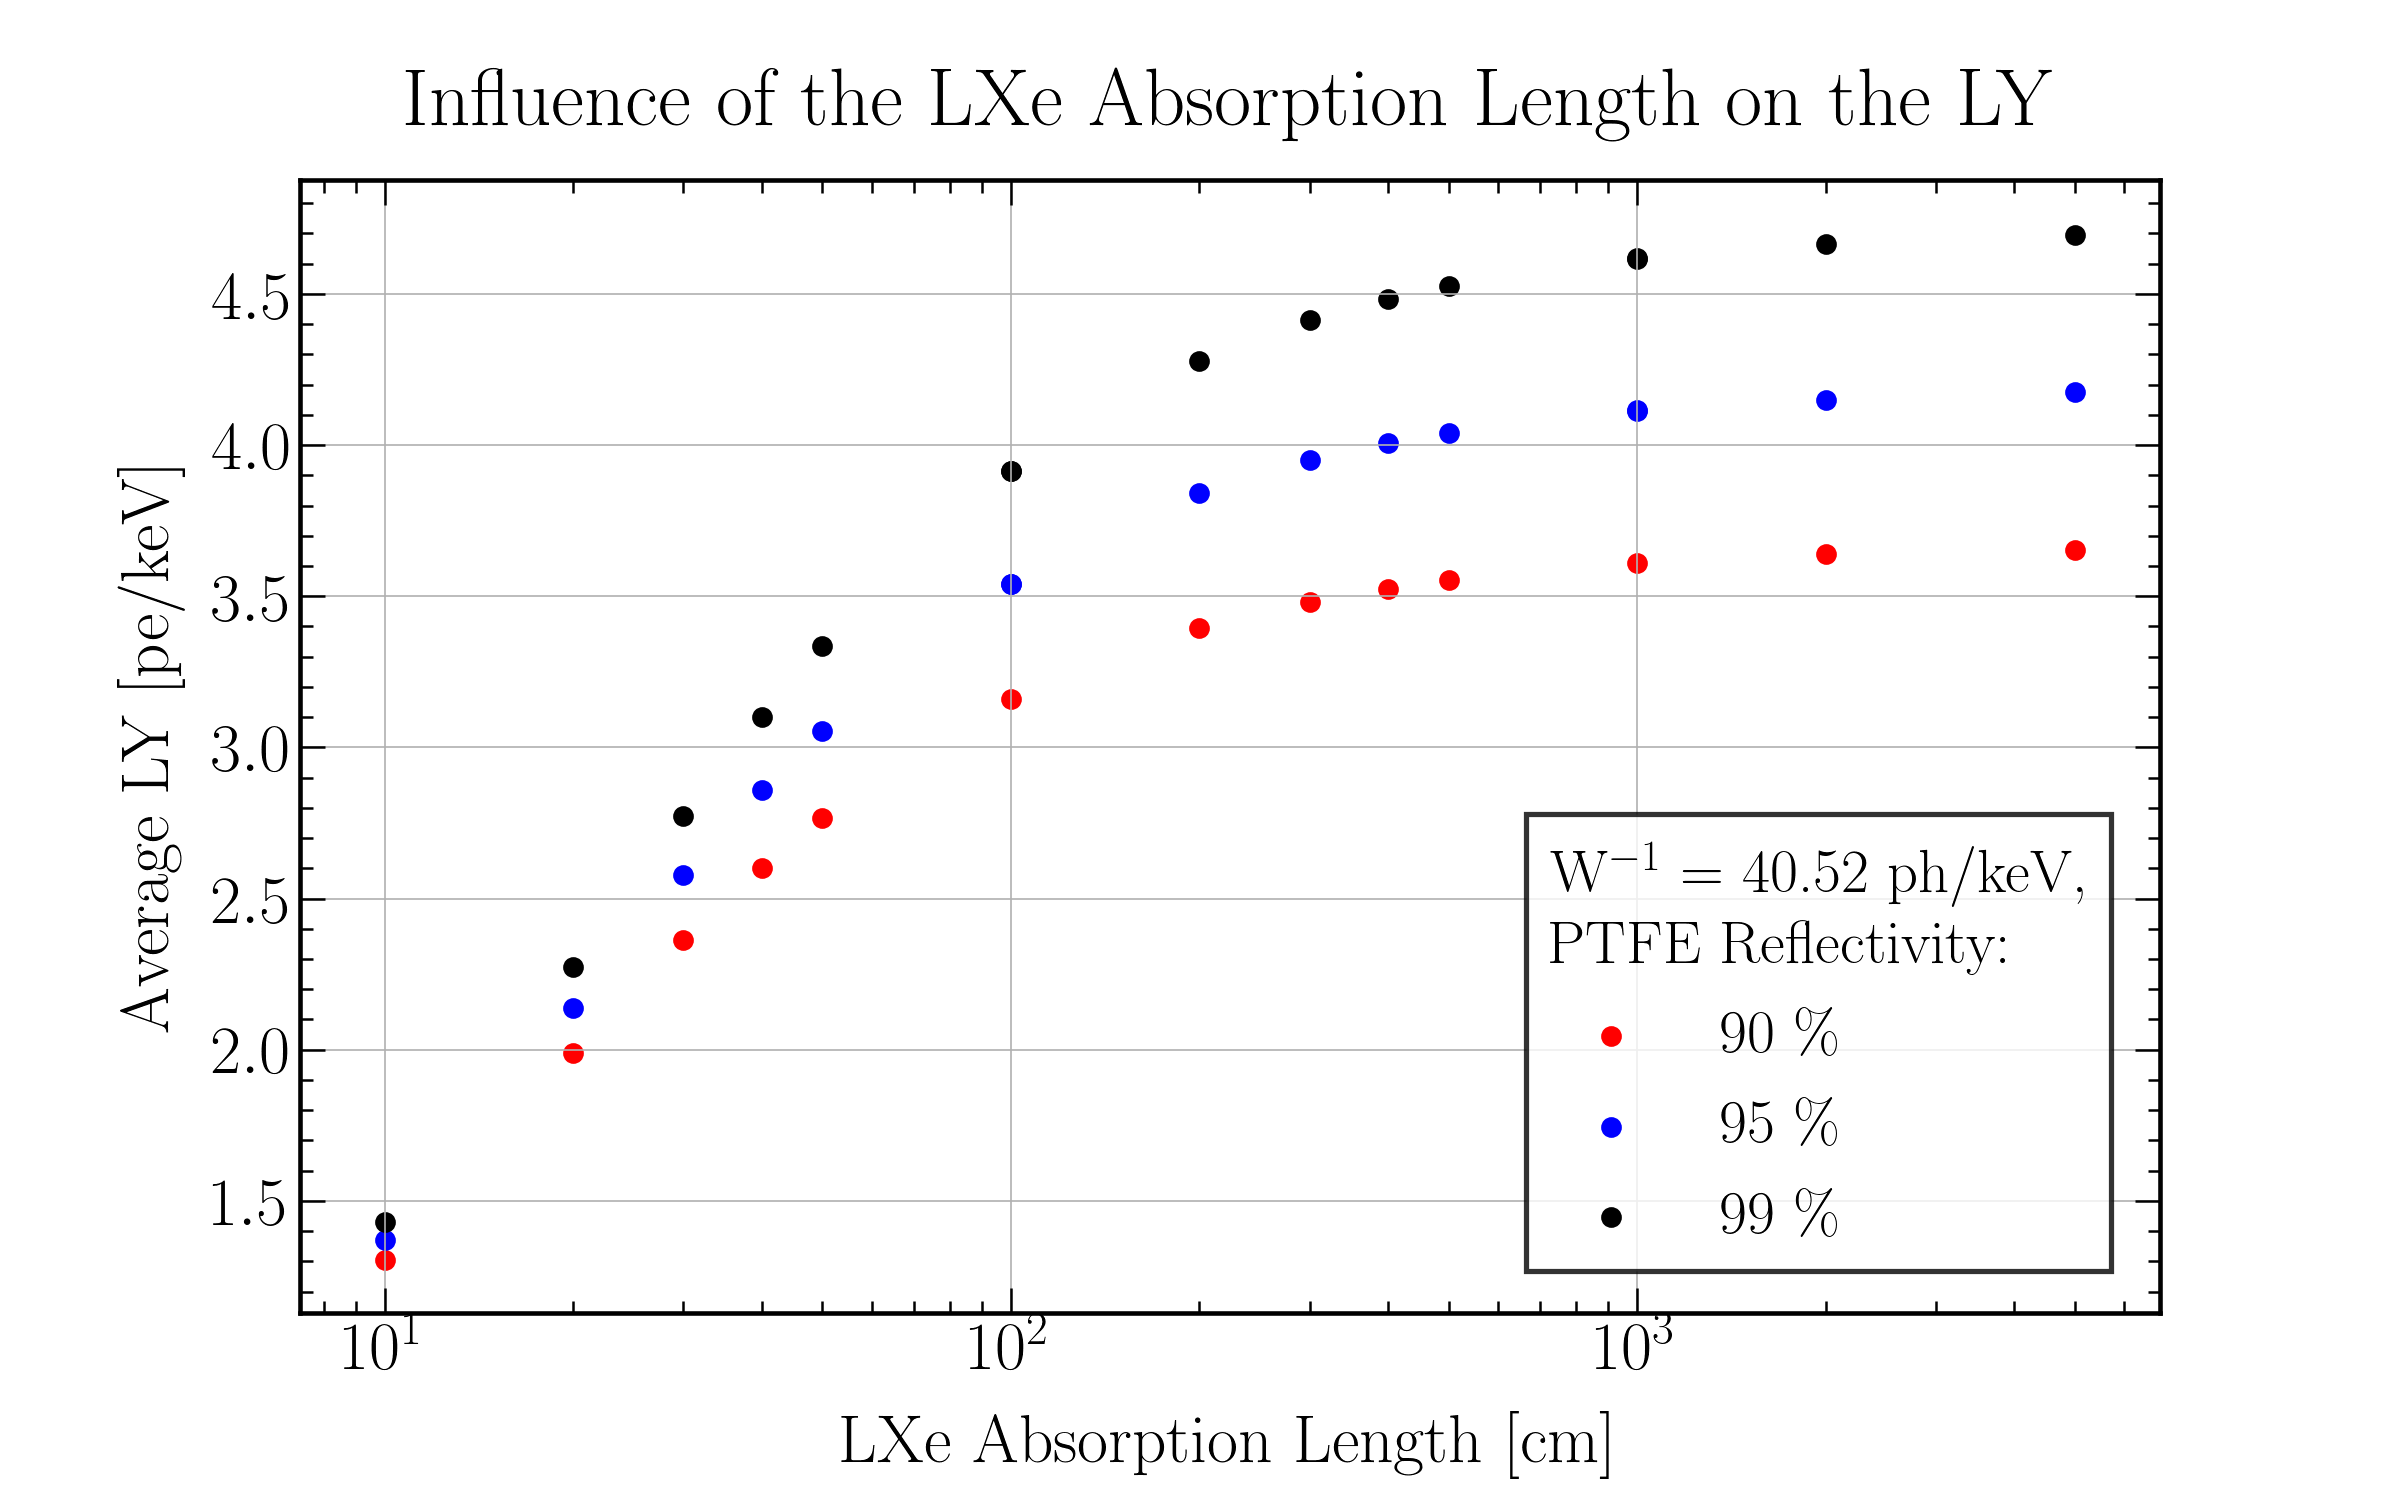 Influence of the LXe Absorption Length on the LY
Average LY [pe/keV]
4.5
4.0
3.5
3.0
2.5
2.0
1.5
W⁻¹ = 40.52 ph/keV,
PTFE Reflectivity:
90 %
95 %
99 %
10¹ 10² 10³
LXe Absorption Length [cm]